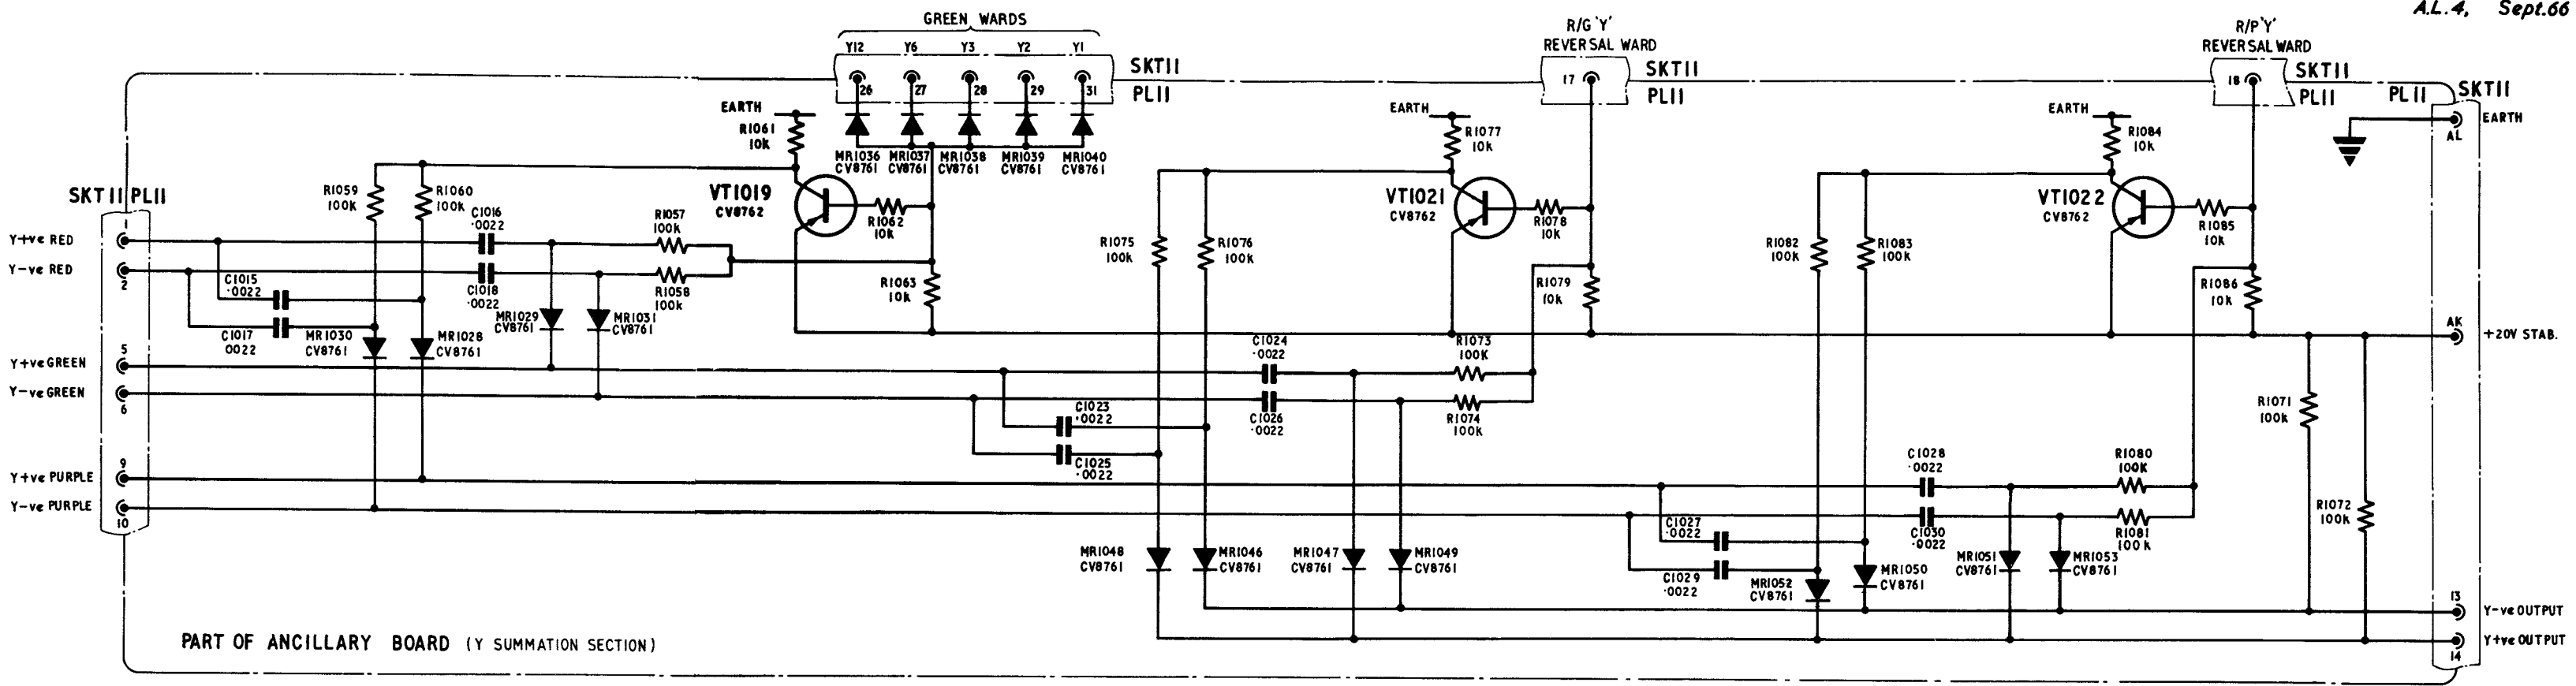 A.L.4, Sept.66
GREEN WARDS
Y12 Y6 Y3 Y2 Y1
SKT11
PL11
26 27 28 29 31
R/G 'Y'
REVERSAL WARD
17
SKT11
PL11
R/P 'Y'
REVERSAL WARD
18
SKT11
PL11
PL11 SKT11
EARTH
AL
EARTH
R1061
10K
MR1036
CV8761
MR1037
CV8761
MR1038
CV8761
MR1039
CV8761
MR1040
CV8761
EARTH
R1077
10K
EARTH
R1084
10K
SKT11 PL11
R1059
100K
R1060
100K
VT1019
CV8762
R1062
10K
VT1021
CV8762
R1078
10K
VT1022
CV8762
R1085
10K
1
Y+ve RED
Y-ve RED
2
C1016
·0022
R1057
100K
C1018
·0022
R1058
100K
C1015
·0022
C1017
0022
R1063
10K
R1075
100K
R1076
100K
R1079
10K
R1082
100K
R1083
100K
R1086
10K
MR1030
CV8761
MR1028
CV8761
MR1029
CV8761
MR1031
CV8761
AK
+20V STAB.
5
Y+ve GREEN
Y-ve GREEN
6
C1024
·0022
R1073
100K
C1026
·0022
R1074
100K
C1023
·0022
C1025
·0022
R1071
100K
9
Y+ve PURPLE
Y-ve PURPLE
10
C1028
·0022
R1080
100K
C1030
·0022
R1081
100K
C1027
·0022
C1029
·0022
R1072
100K
MR1048
CV8761
MR1046
CV8761
MR1047
CV8761
MR1049
CV8761
MR1052
CV8761
MR1050
CV8761
MR1051
CV8761
MR1053
CV8761
13
Y-ve OUTPUT
Y+ve OUTPUT
14
PART OF ANCILLARY BOARD (Y SUMMATION SECTION)